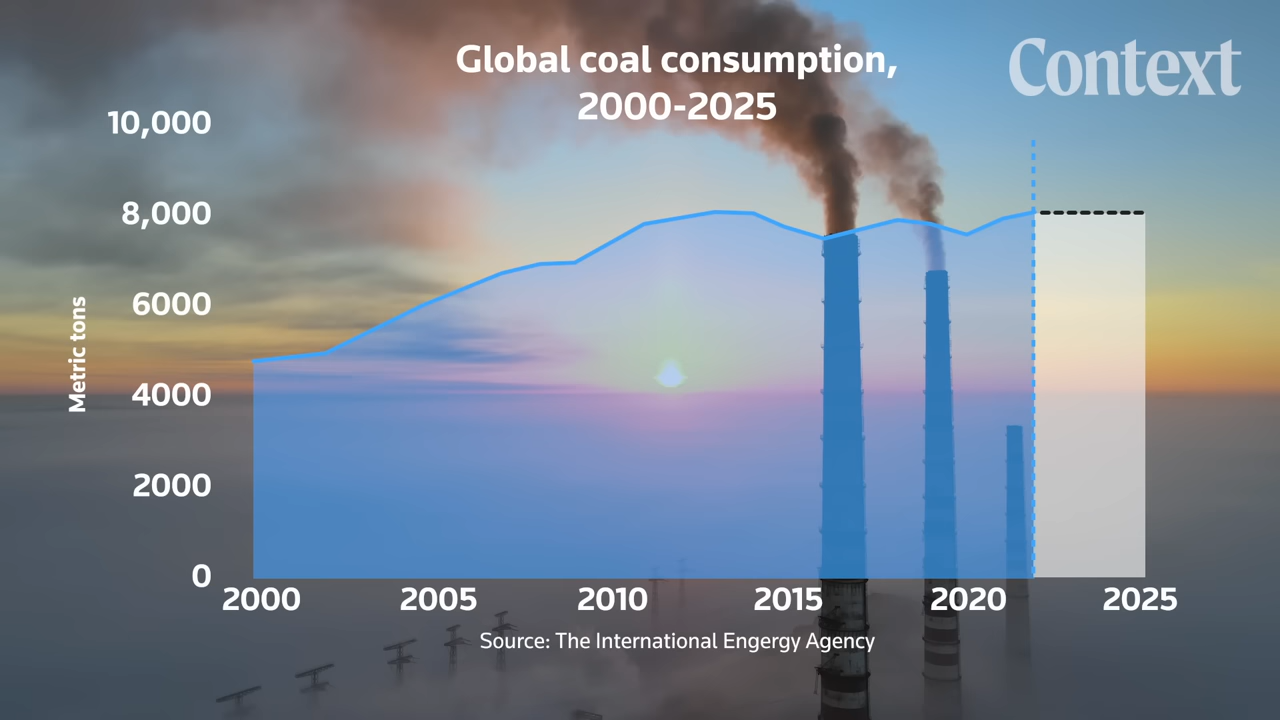 Global coal consumption,
2000-2025
Context
10,000
8,000
6000
4000
2000
0
Metric tons
2000 2005 2010 2015 2020 2025
Source: The International Engergy Agency